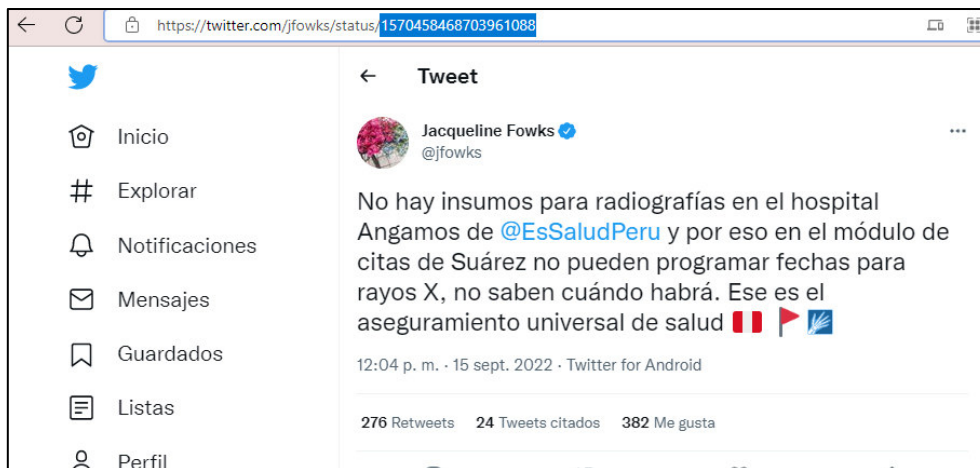 https://twitter.com/jfowks/status/1570458468703961088
Tweet
Inicio
Explorar
Notificaciones
Mensajes
Guardados
Listas
Perfil
Jacqueline Fowks
@jfowks
No hay insumos para radiografías en el hospital
Angamos de @EsSaludPeru y por eso en el módulo de
citas de Suárez no pueden programar fechas para
rayos X, no saben cuándo habrá. Ese es el
aseguramiento universal de salud 🇵🇪 🚩 🩻
12:04 p. m. · 15 sept. 2022 · Twitter for Android
276 Retweets 24 Tweets citados 382 Me gusta